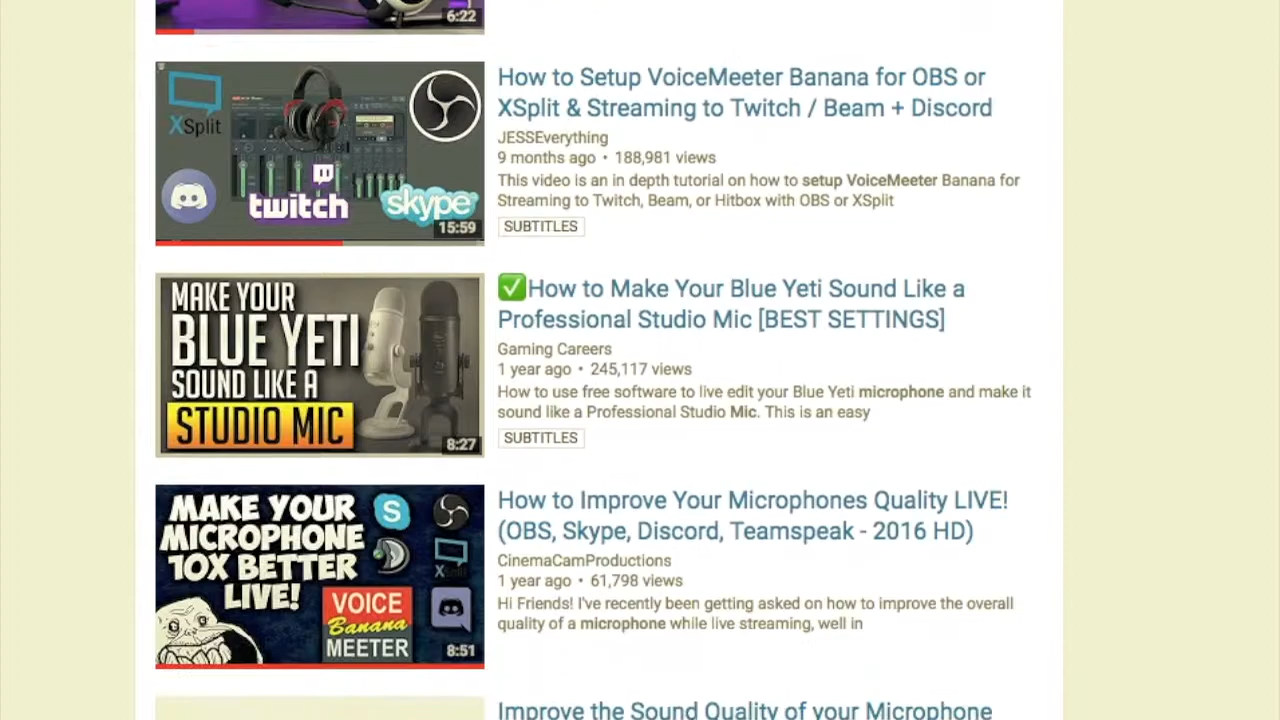 6:22
XSplit
twitch
skype
15:59
How to Setup VoiceMeeter Banana for OBS or
XSplit & Streaming to Twitch / Beam + Discord
JESSEverything
9 months ago • 188,981 views
This video is an in depth tutorial on how to setup VoiceMeeter Banana for
Streaming to Twitch, Beam, or Hitbox with OBS or XSplit
SUBTITLES
MAKE YOUR
BLUE YETI
SOUND LIKE A
STUDIO MIC
8:27
✅How to Make Your Blue Yeti Sound Like a
Professional Studio Mic [BEST SETTINGS]
Gaming Careers
1 year ago • 245,117 views
How to use free software to live edit your Blue Yeti microphone and make it
sound like a Professional Studio Mic. This is an easy
SUBTITLES
MAKE YOUR
MICROPHONE
10X BETTER
LIVE!
VOICE
Banana
MEETER
8:51
How to Improve Your Microphones Quality LIVE!
(OBS, Skype, Discord, Teamspeak - 2016 HD)
CinemaCamProductions
1 year ago • 61,798 views
Hi Friends! I've recently been getting asked on how to improve the overall
quality of a microphone while live streaming, well in
Improve the Sound Quality of your Microphone